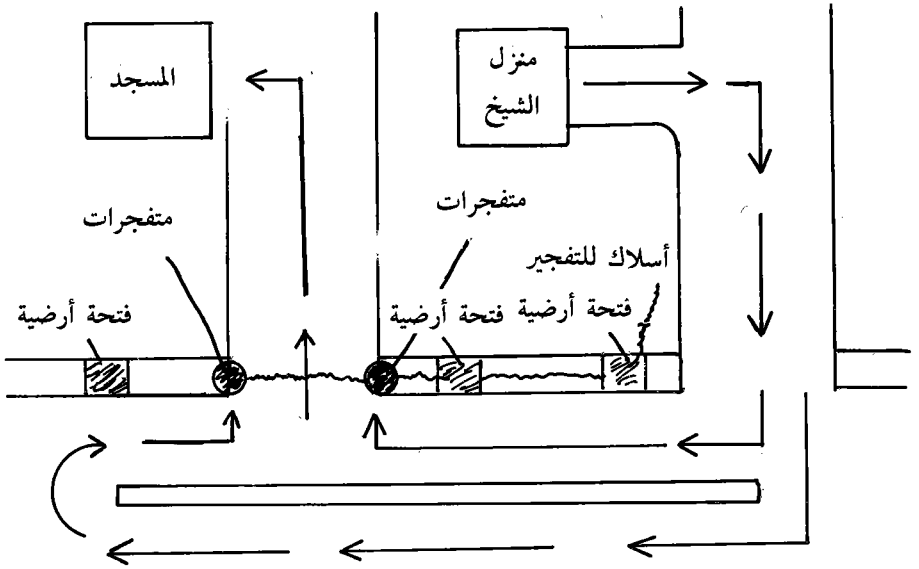 المسجد
منزل
الشيخ
متفجرات
متفجرات
أسلاك للتفجير
فتحة أرضية
فتحة أرضية
فتحة أرضية